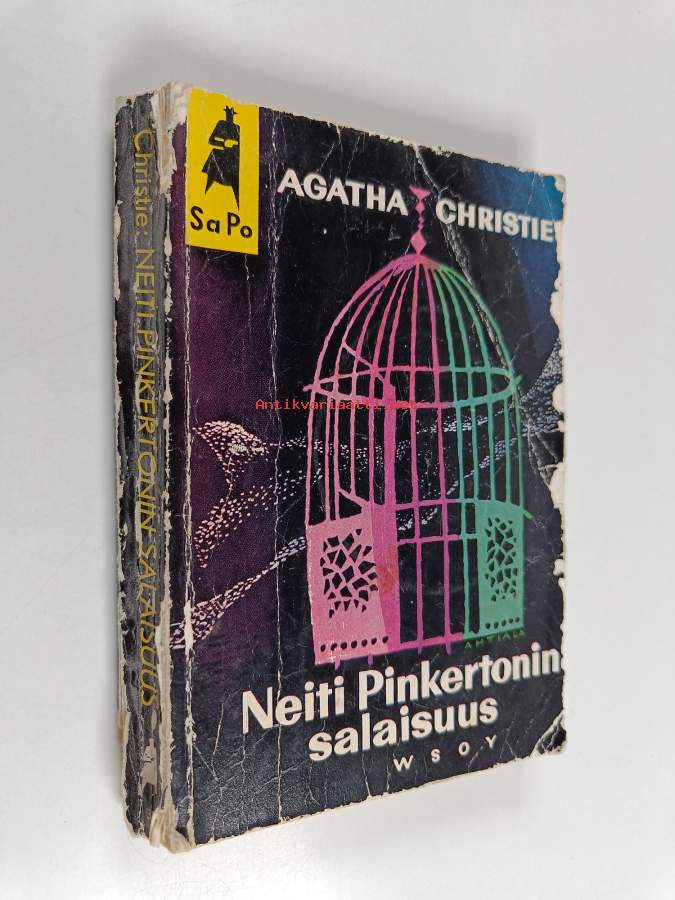 Christie: NEITI PINKERTONIN SALAISUUS
SaPo
AGATHA CHRISTIE
Antikvariaatti.net
AHTIALA
Neiti Pinkertonin
salaisuus
WSOY